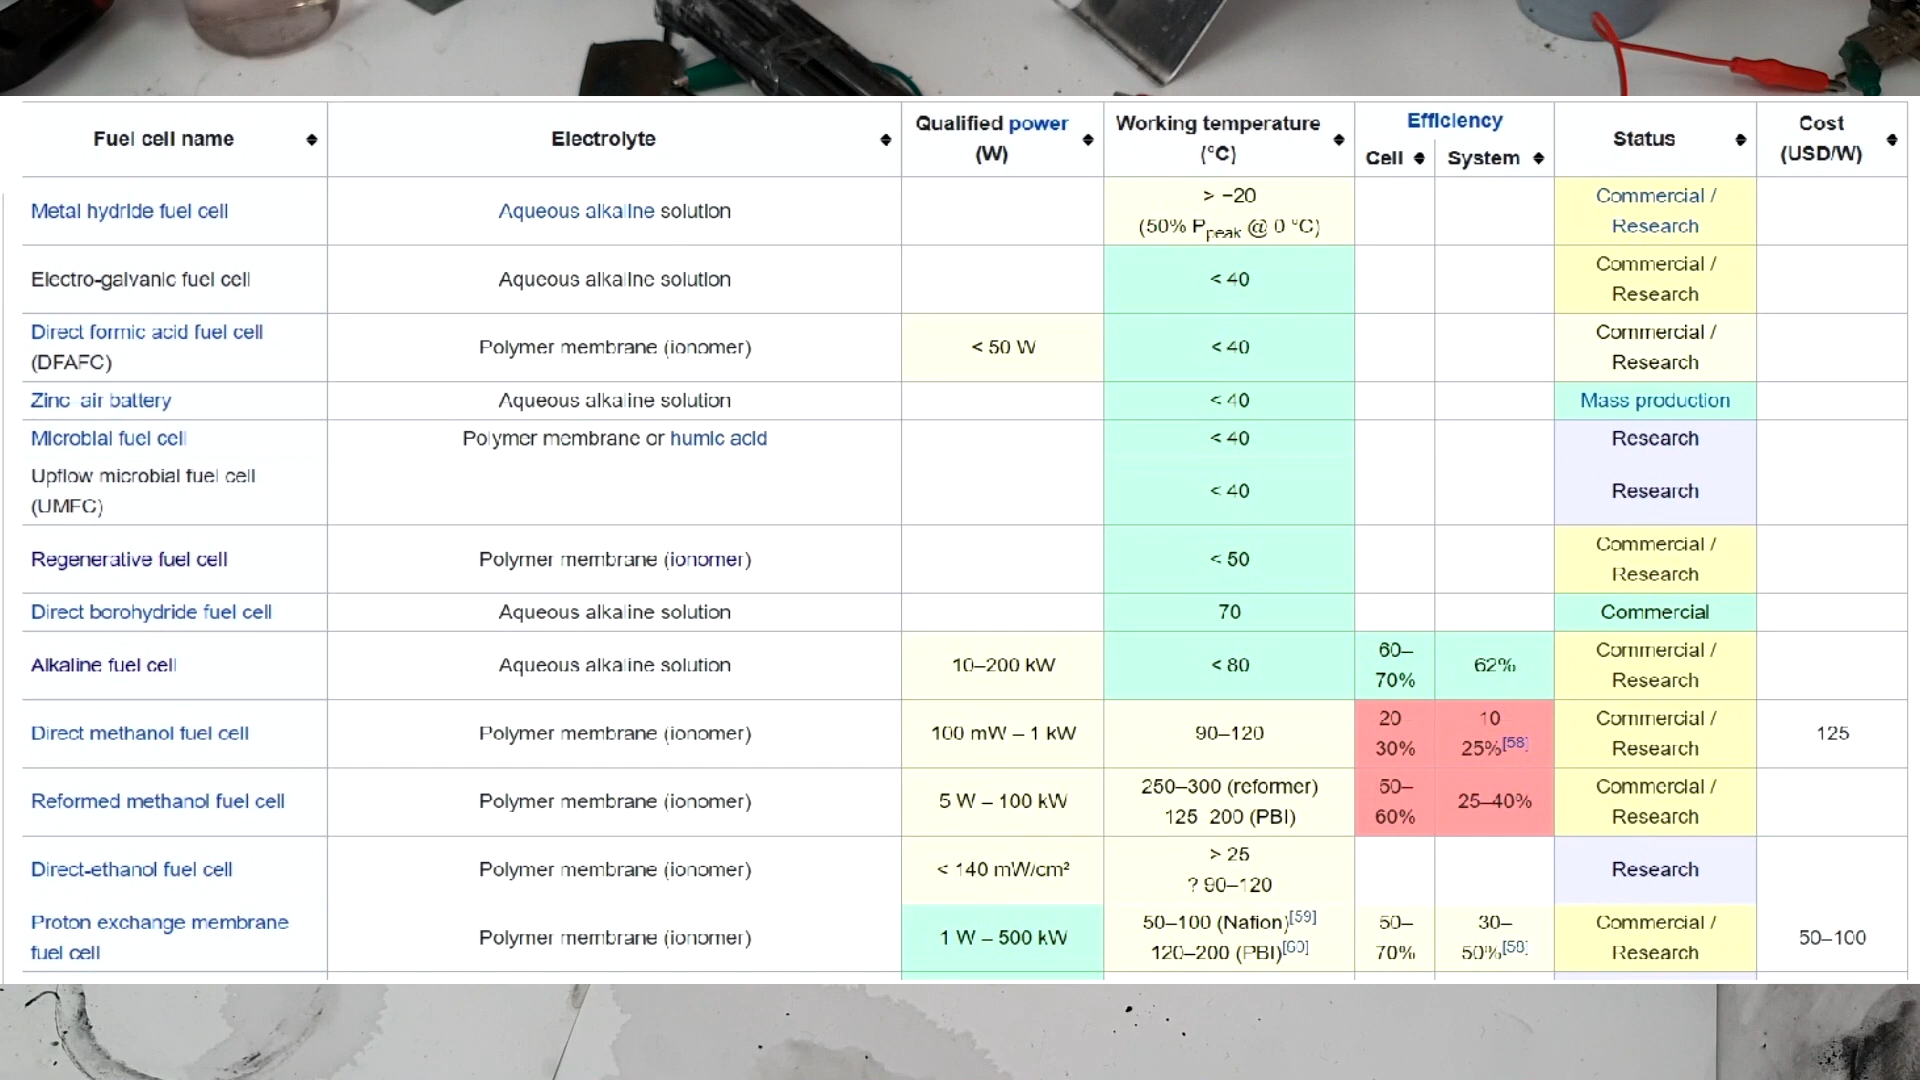 Fuel cell name
Electrolyte
Qualified power
(W)
Working temperature
(°C)
Efficiency
Cell
System
Status
Cost
(USD/W)
Metal hydride fuel cell
Aqueous alkaline solution
> −20
(50% Ppeak @ 0 °C)
Commercial /
Research
Electro-galvanic fuel cell
Aqueous alkaline solution
< 40
Commercial /
Research
Direct formic acid fuel cell
(DFAFC)
Polymer membrane (ionomer)
< 50 W
< 40
Commercial /
Research
Zinc–air battery
Aqueous alkaline solution
< 40
Mass production
Microbial fuel cell
Polymer membrane or humic acid
< 40
Research
Upflow microbial fuel cell
(UMFC)
< 40
Research
Regenerative fuel cell
Polymer membrane (ionomer)
< 50
Commercial /
Research
Direct borohydride fuel cell
Aqueous alkaline solution
70
Commercial
Alkaline fuel cell
Aqueous alkaline solution
10–200 kW
< 80
60–
70%
62%
Commercial /
Research
Direct methanol fuel cell
Polymer membrane (ionomer)
100 mW – 1 kW
90–120
20
30%
10
25%[58]
Commercial /
Research
125
Reformed methanol fuel cell
Polymer membrane (ionomer)
5 W – 100 kW
250–300 (reformer)
125–200 (PBI)
50–
60%
25–40%
Commercial /
Research
Direct-ethanol fuel cell
Polymer membrane (ionomer)
< 140 mW/cm²
> 25
? 90–120
Research
Proton exchange membrane
fuel cell
Polymer membrane (ionomer)
1 W – 500 kW
50–100 (Nafion)[59]
120–200 (PBI)[60]
50–
70%
30–
50%[58]
Commercial /
Research
50–100